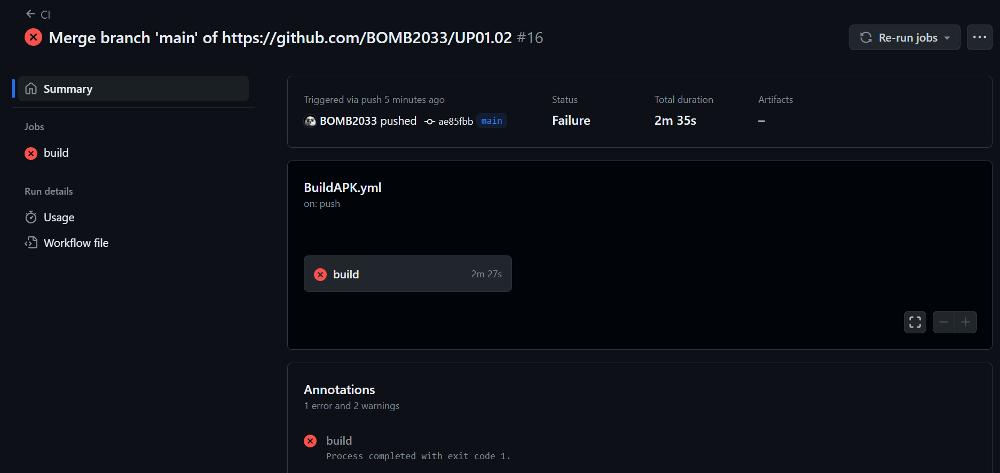 CI
Merge branch 'main' of https://github.com/BOMB2033/UP01.02 #16
Re-run jobs
Summary
Jobs
build
Run details
Usage
Workflow file
Triggered via push 5 minutes ago
BOMB2033 pushed ae85fbb main
Status
Failure
Total duration
2m 35s
Artifacts
–
BuildAPK.yml
on: push
build 2m 27s
Annotations
1 error and 2 warnings
build
Process completed with exit code 1.